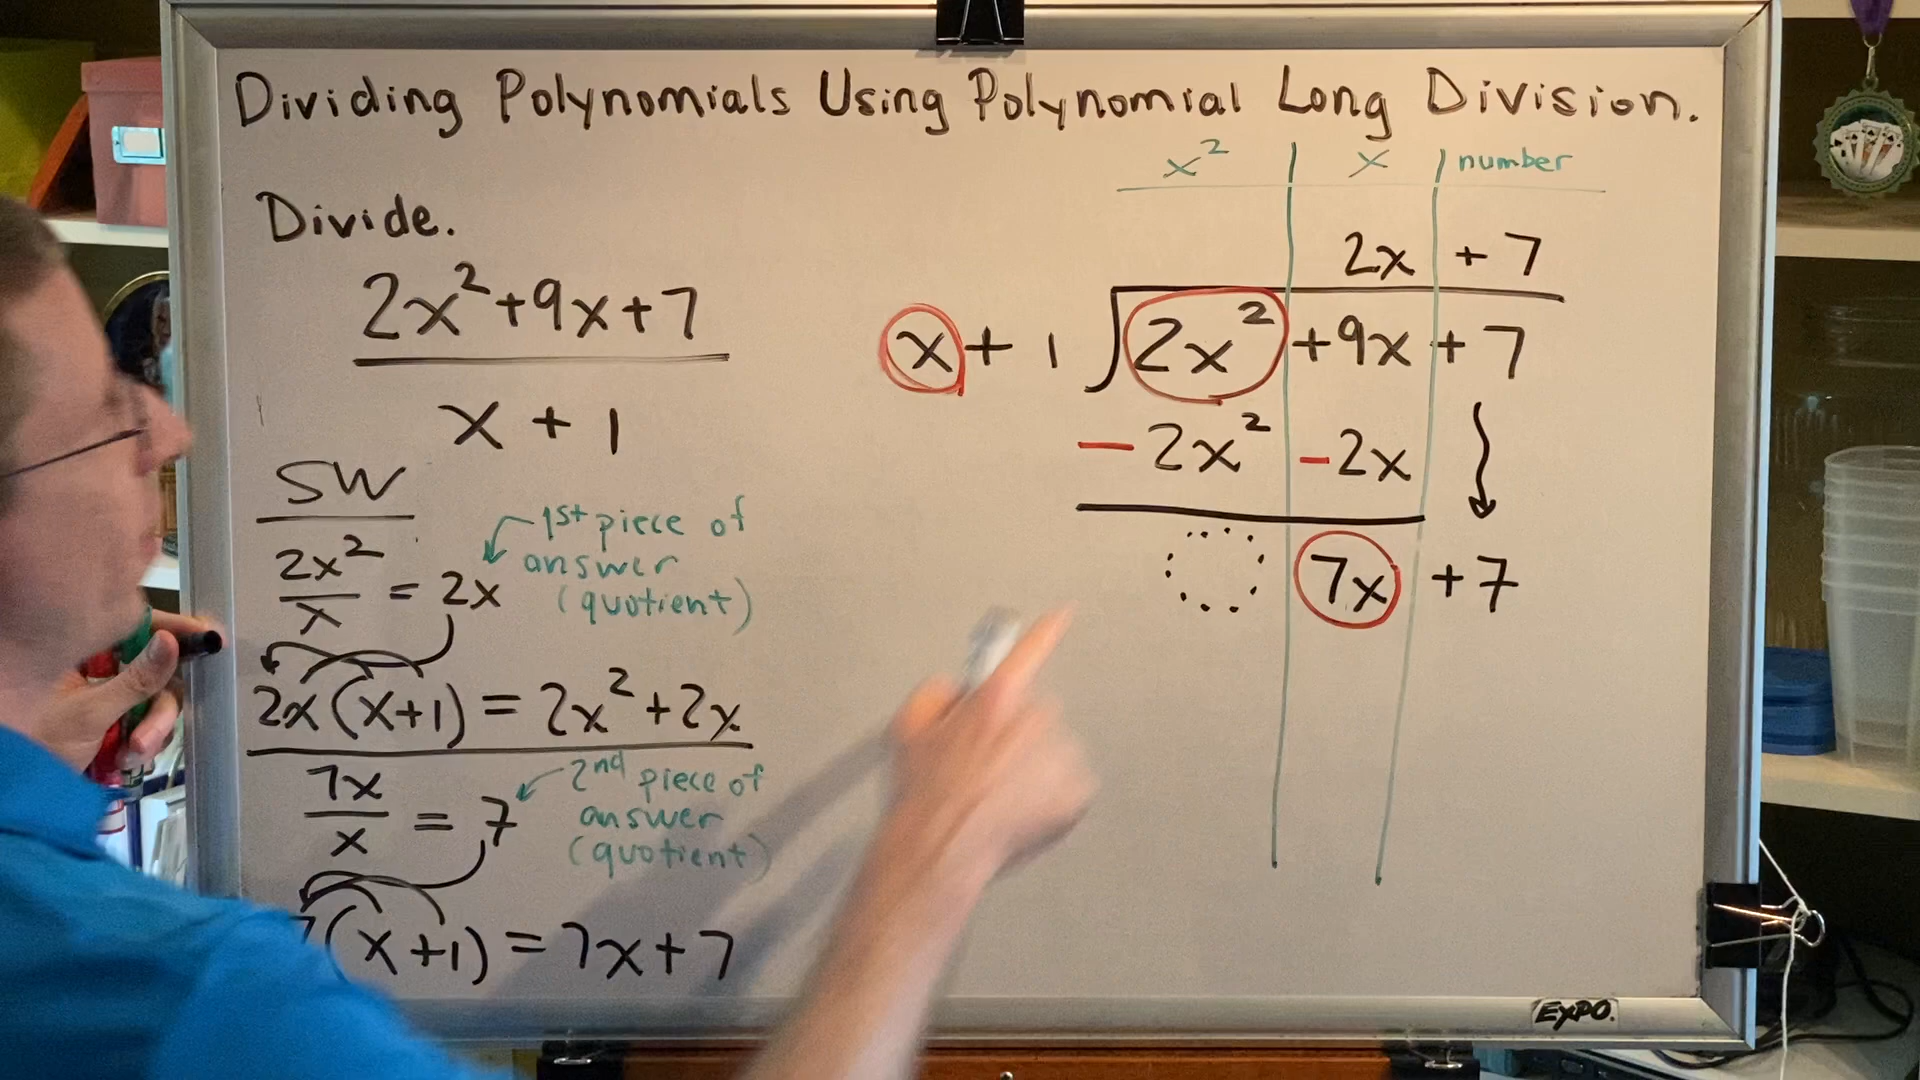 Dividing Polynomials Using Polynomial Long Division.
Divide.
2x²+9x+7
x + 1
SW
2x²
x
= 2x
1st piece of
answer
(quotient)
2x(x+1) = 2x²+2x
7x
x
= 7
2nd piece of
answer
(quotient)
7(x+1) = 7x+7
x² | x | number
2x + 7
x + 1 2x² +9x + 7
- 2x² -2x
7x +7
EXPO.